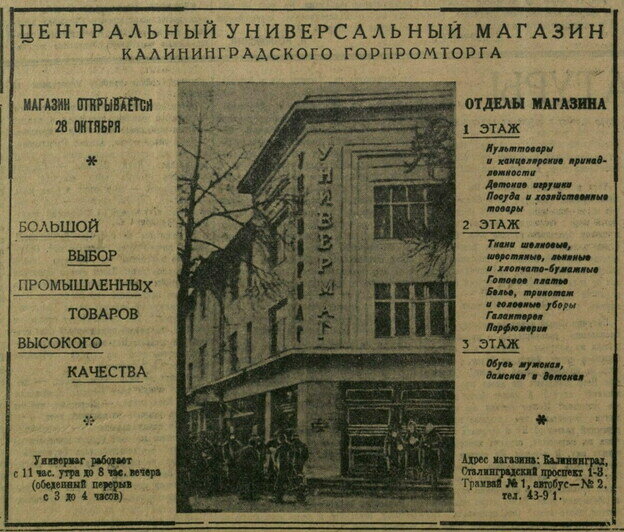 ЦЕНТРАЛЬНЫЙ УНИВЕРСАЛЬНЫЙ МАГАЗИН
КАЛИНИНГРАДСКОГО ГОРПРОМТОРГА
МАГАЗИН ОТКРЫВАЕТСЯ
28 ОКТЯБРЯ
*
БОЛЬШОЙ
ВЫБОР
ПРОМЫШЛЕННЫХ
ТОВАРОВ
ВЫСОКОГО
КАЧЕСТВА
*
Универмаг работает
с 11 час. утра до 8 час. вечера
(обеденный перерыв
с 3 до 4 часов)
УНИВЕРМАГ
УНИВЕРМАГ
ОТДЕЛЫ МАГАЗИНА
1 ЭТАЖ
Культтовары
и канцелярские принад-
лежности
Детские игрушки
Посуда и хозяйственные
товары
2 ЭТАЖ
Ткани шелковые,
шерстяные, льняные
и хлопчато-бумажные
Готовое платье
Белье, трикотаж
и головные уборы
Галантерея
Парфюмерия
3 ЭТАЖ
Обувь мужская,
дамская и детская
*
Адрес магазина: Калининград,
Сталинградский проспект 1-3.
Трамвай № 1, автобус—№ 2.
тел. 43-91.